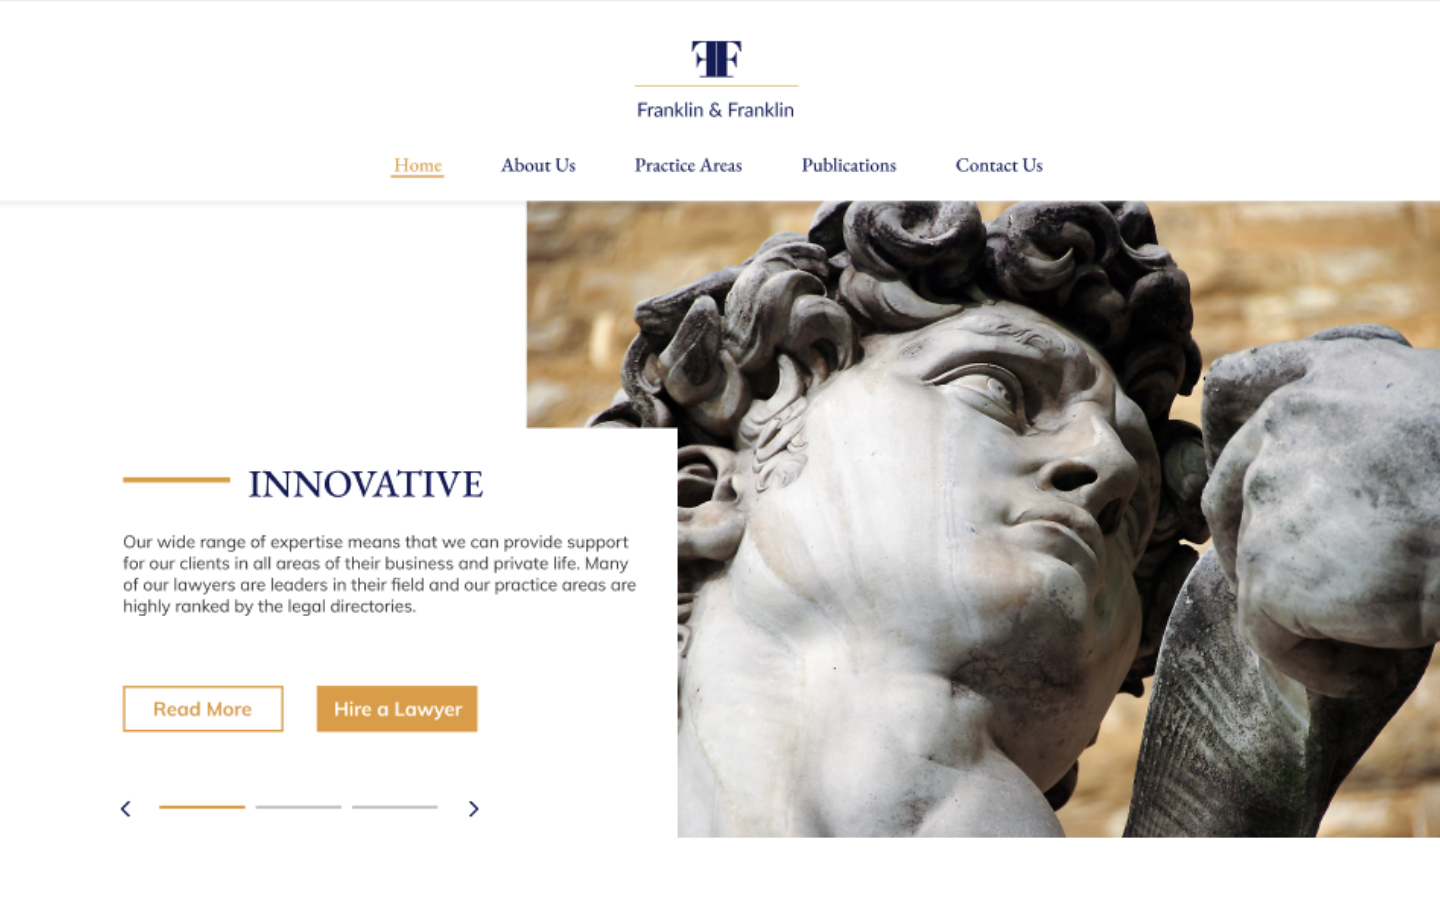 FF
Franklin & Franklin
Home About Us Practice Areas Publications Contact Us
INNOVATIVE
Our wide range of expertise means that we can provide support
for our clients in all areas of their business and private life. Many
of our lawyers are leaders in their field and our practice areas are
highly ranked by the legal directories.
Read More Hire a Lawyer